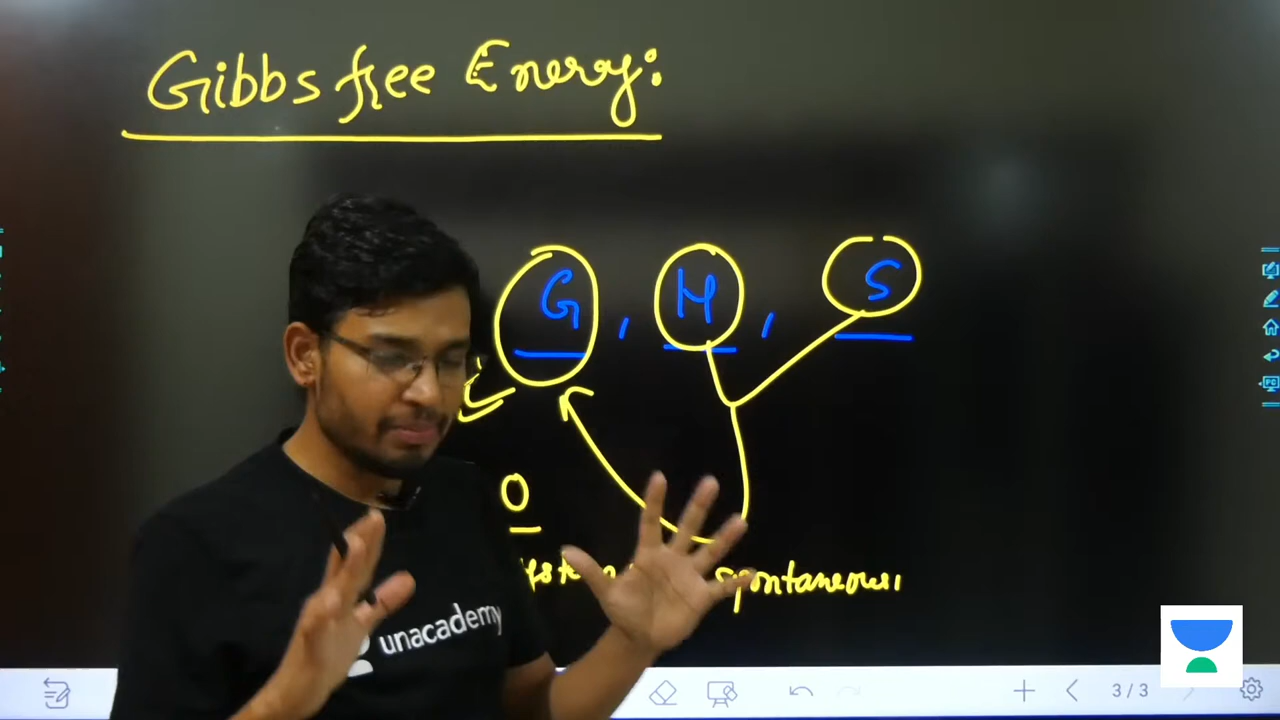 Gibbs free Energy:
G, H, S
0
spontaneous.
unacademy
3 / 3